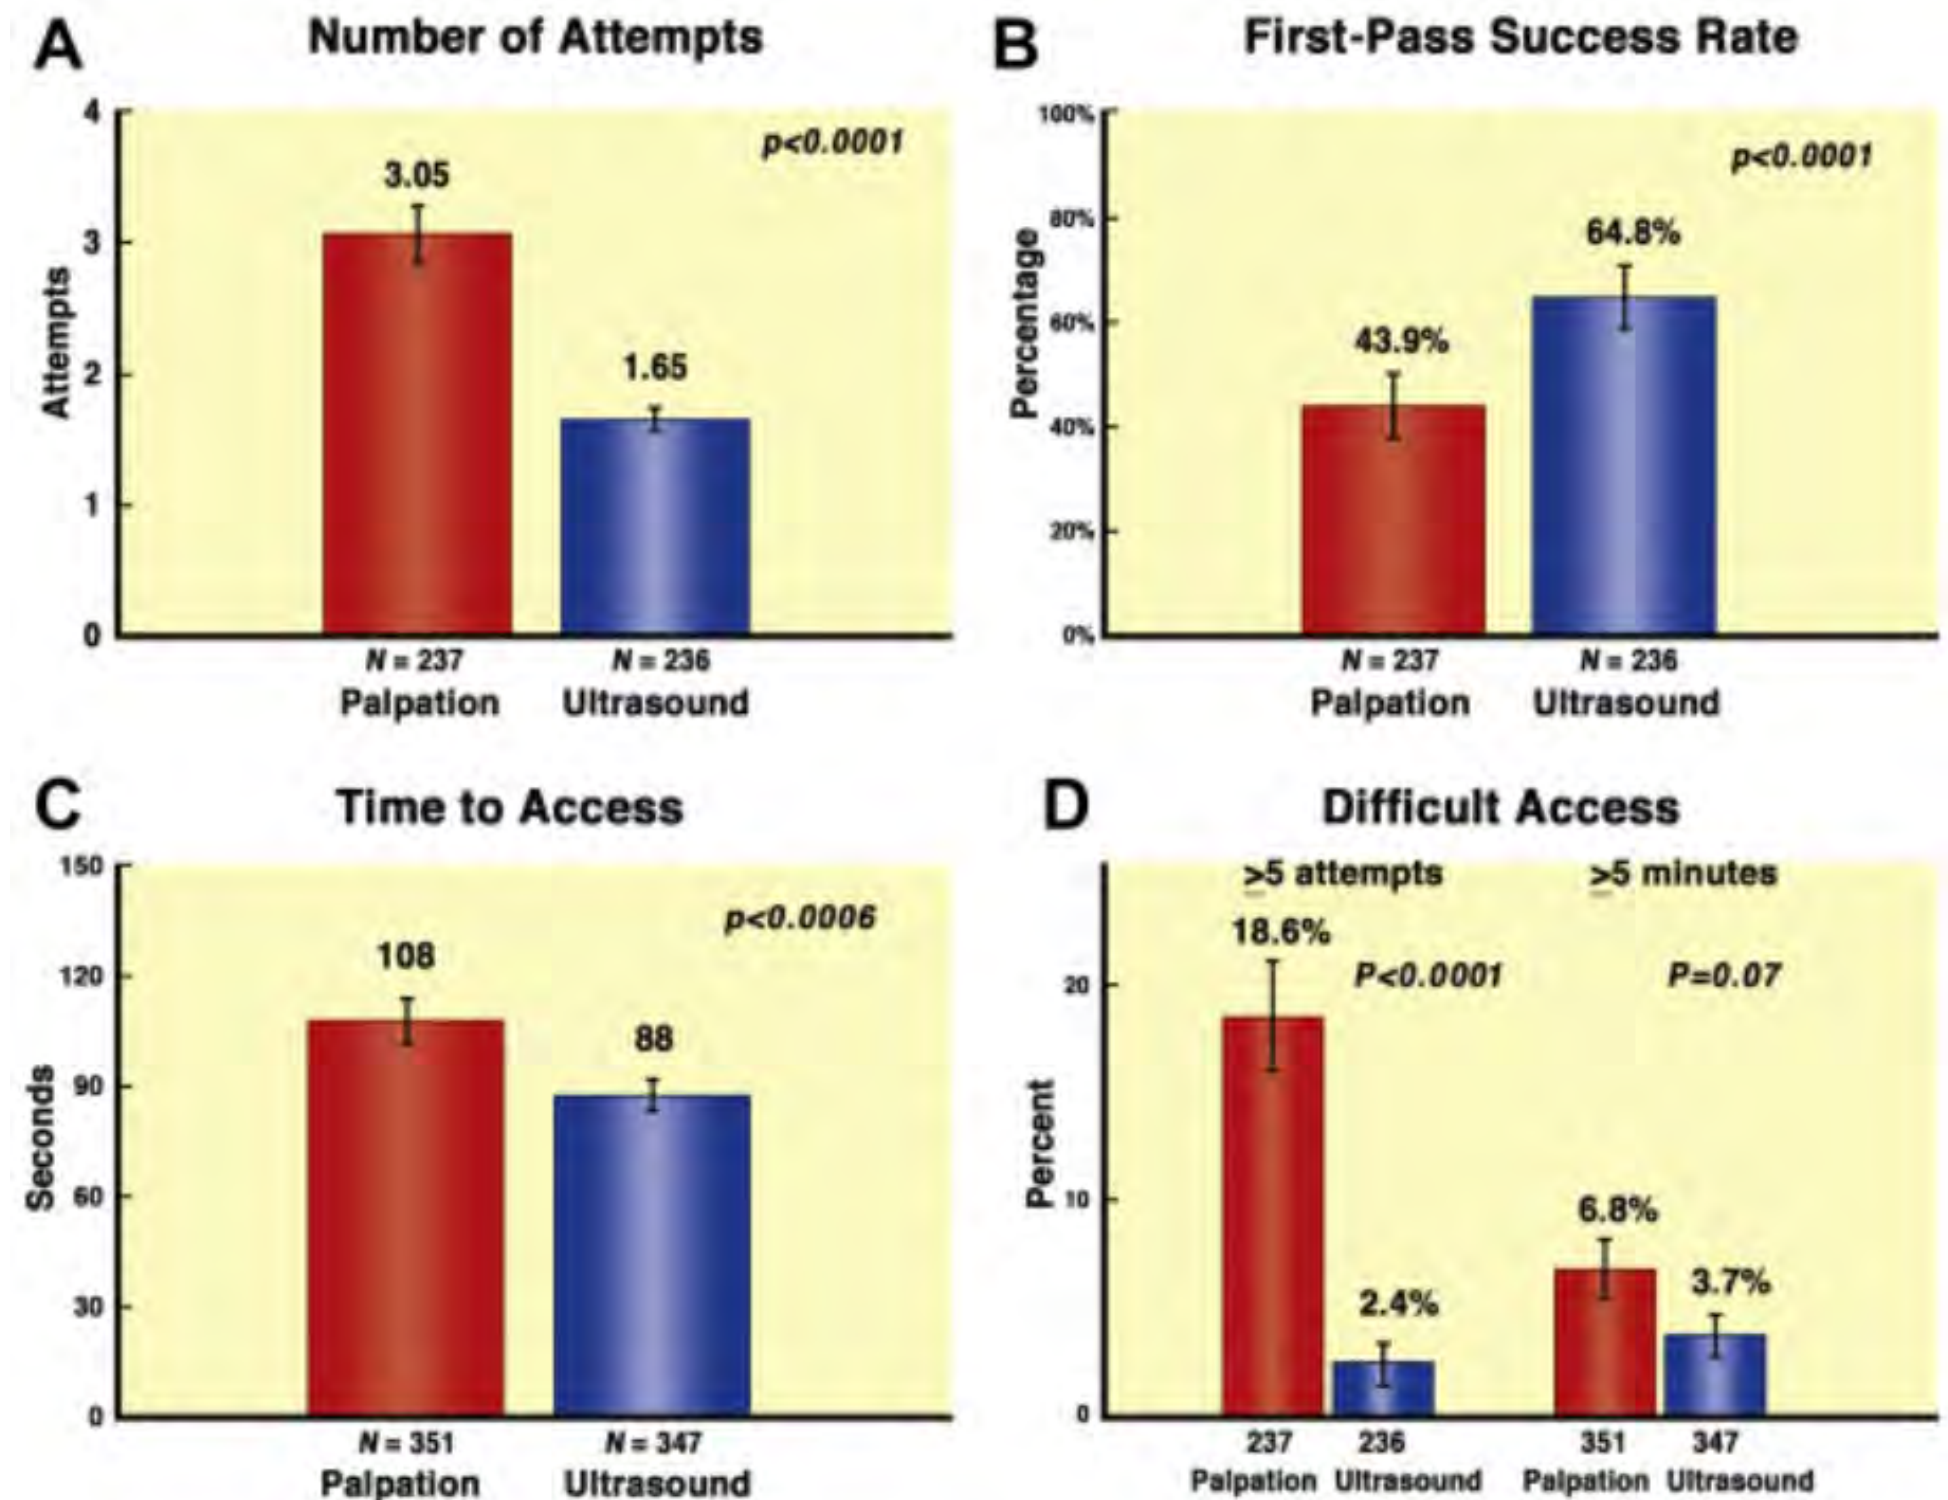 A
Number of Attempts
4
3
2
1
0
Attempts
p<0.0001
3.05
1.65
N = 237
N = 236
Palpation
Ultrasound
B
First-Pass Success Rate
100%
80%
60%
40%
20%
0%
Percentage
p<0.0001
43.9%
64.8%
N = 237
N = 236
Palpation
Ultrasound
C
Time to Access
150
120
90
60
30
0
Seconds
p<0.0006
108
88
N = 351
N = 347
Palpation
Ultrasound
D
Difficult Access
≥5 attempts
≥5 minutes
20
10
0
Percent
18.6%
P<0.0001
P=0.07
2.4%
6.8%
3.7%
237
236
351
347
Palpation
Ultrasound
Palpation
Ultrasound